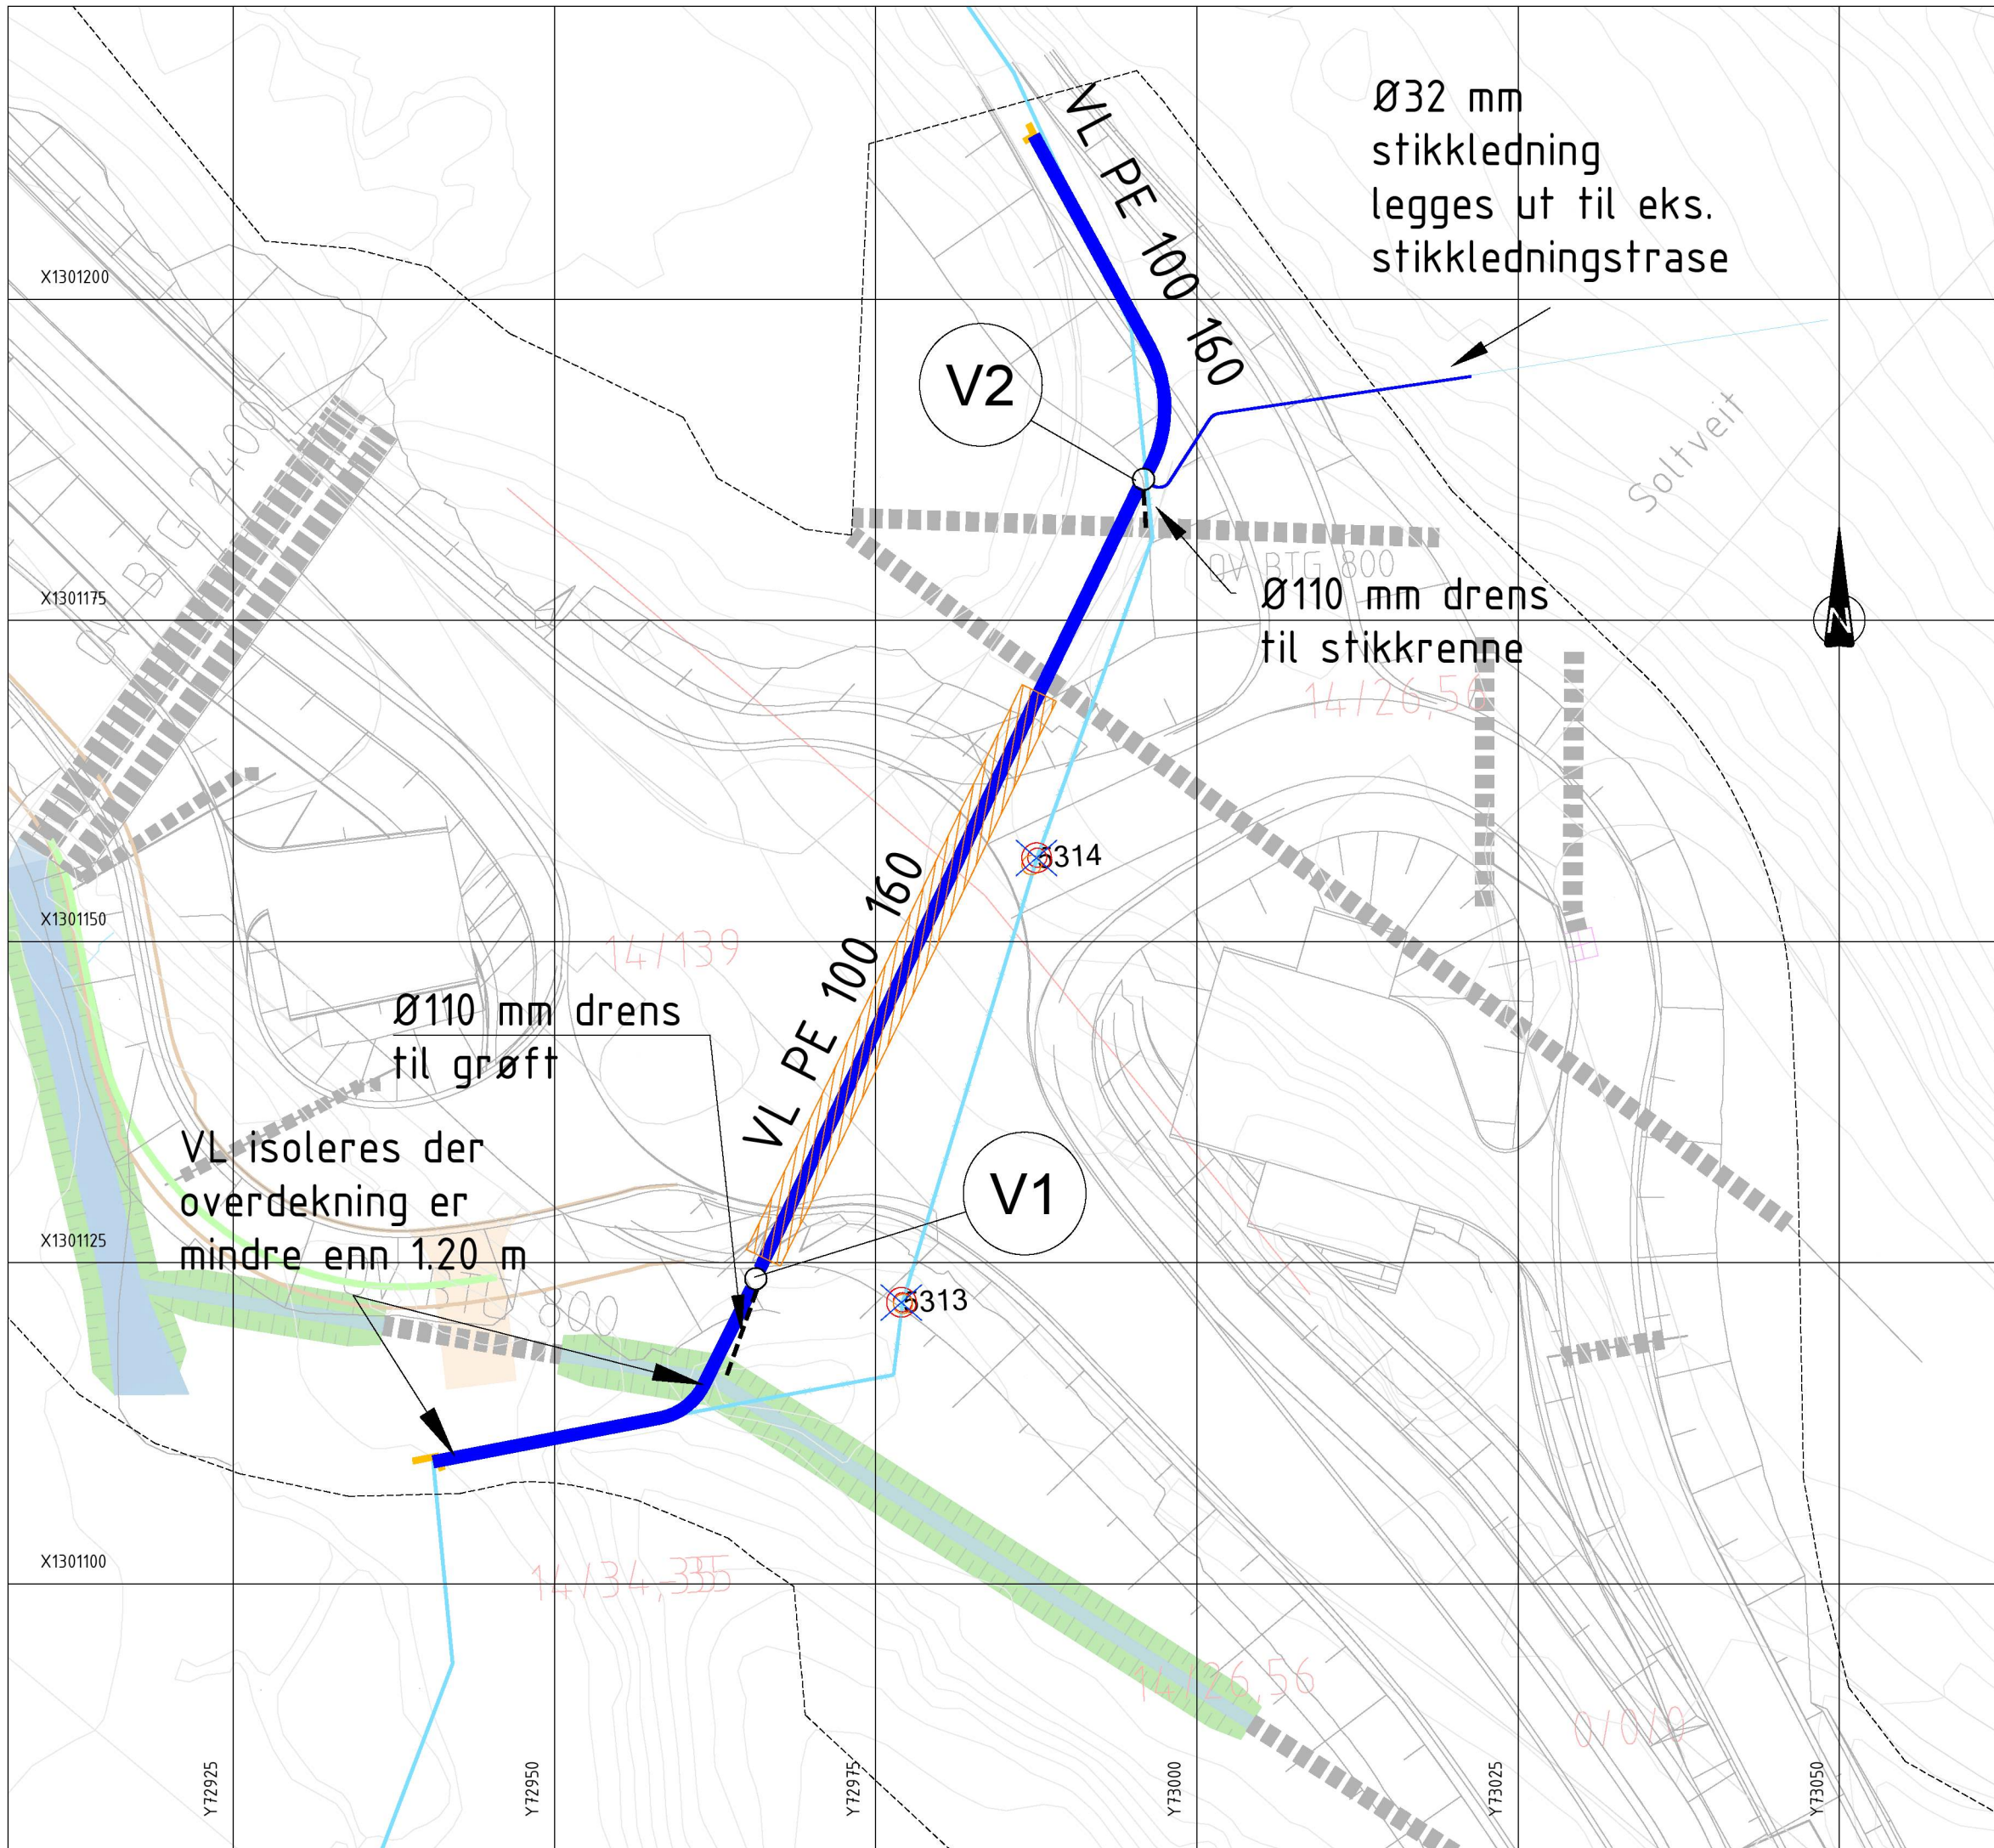 Ø32 mm
stikkledning
legges ut til eks.
stikkledningstrase
VL PE 100 160
X1301200
V2
OV BTG 2400
Soltveit
OV BTG 800
X1301175
Ø110 mm drens
til stikkrenne
N
14/26,56
5314
VL PE 100 160
X1301150
14/139
Ø110 mm drens
til grøft
VL isoleres der
overdekning er
mindre enn 1.20 m
V1
X1301125
5313
800
X1301100
14/26,56
0/0/0
Y72925
Y72950
Y72975
Y73000
Y73025
Y73050